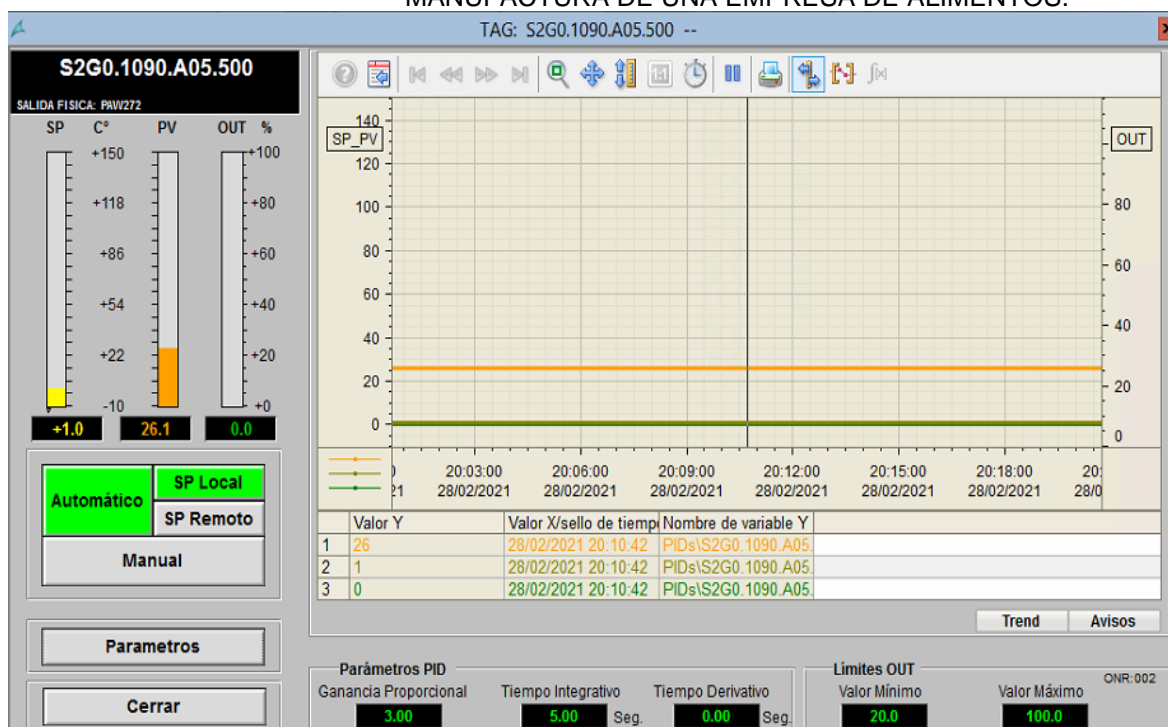 MANUFACTURA DE UNA EMPRESA DE ALIMENTOS.
TAG: S2G0.1090.A05.500 --
S2G0.1090.A05.500
SALIDA FISICA: PAW272
SP C° PV OUT %
+150 +100
+118 +80
+86 +60
+54 +40
+22 +20
-10 +0
+1.0 26.1 0.0
Automático
SP Local
SP Remoto
Manual
Parametros
Cerrar
SP_PV
OUT
140
120
100
80
60
40
20
0
80
60
40
20
0
20:03:00 20:06:00 20:09:00 20:12:00 20:15:00 20:18:00 20:
21 28/02/2021 28/02/2021 28/02/2021 28/02/2021 28/02/2021 28/02/2021 28/0
Valor Y Valor X/sello de tiemp Nombre de variable Y
1 26 28/02/2021 20:10:42 PIDs\S2G0.1090.A05.
2 1 28/02/2021 20:10:42 PIDs\S2G0.1090.A05.
3 0 28/02/2021 20:10:42 PIDs\S2G0.1090.A05.
Trend Avisos
Parámetros PID
Ganancia Proporcional Tiempo Integrativo Tiempo Derivativo
3.00 5.00 Seg. 0.00 Seg.
Limites OUT
ONR:002
Valor Mínimo Valor Máximo
20.0 100.0